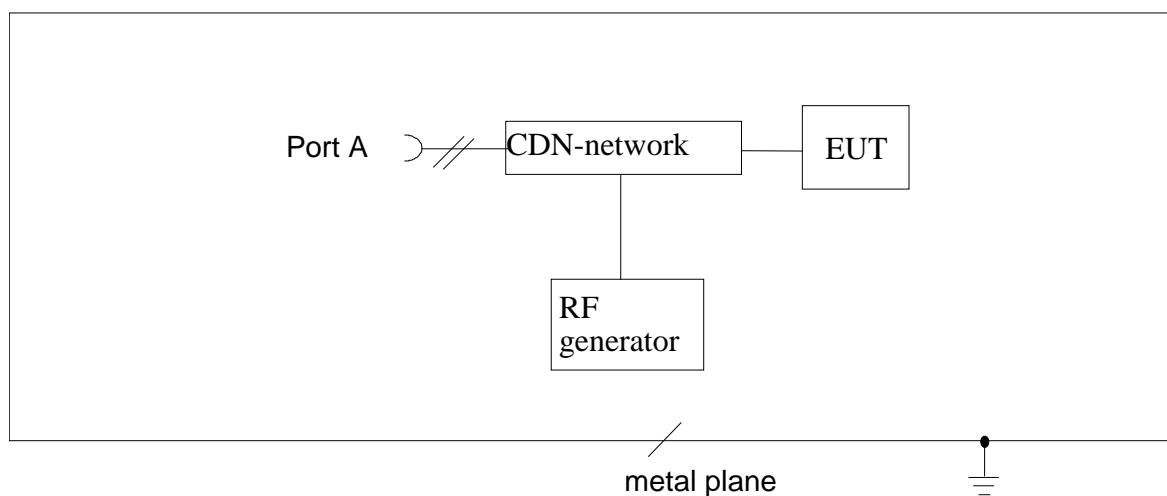 Port A
CDN-network
EUT
RF
generator
metal plane